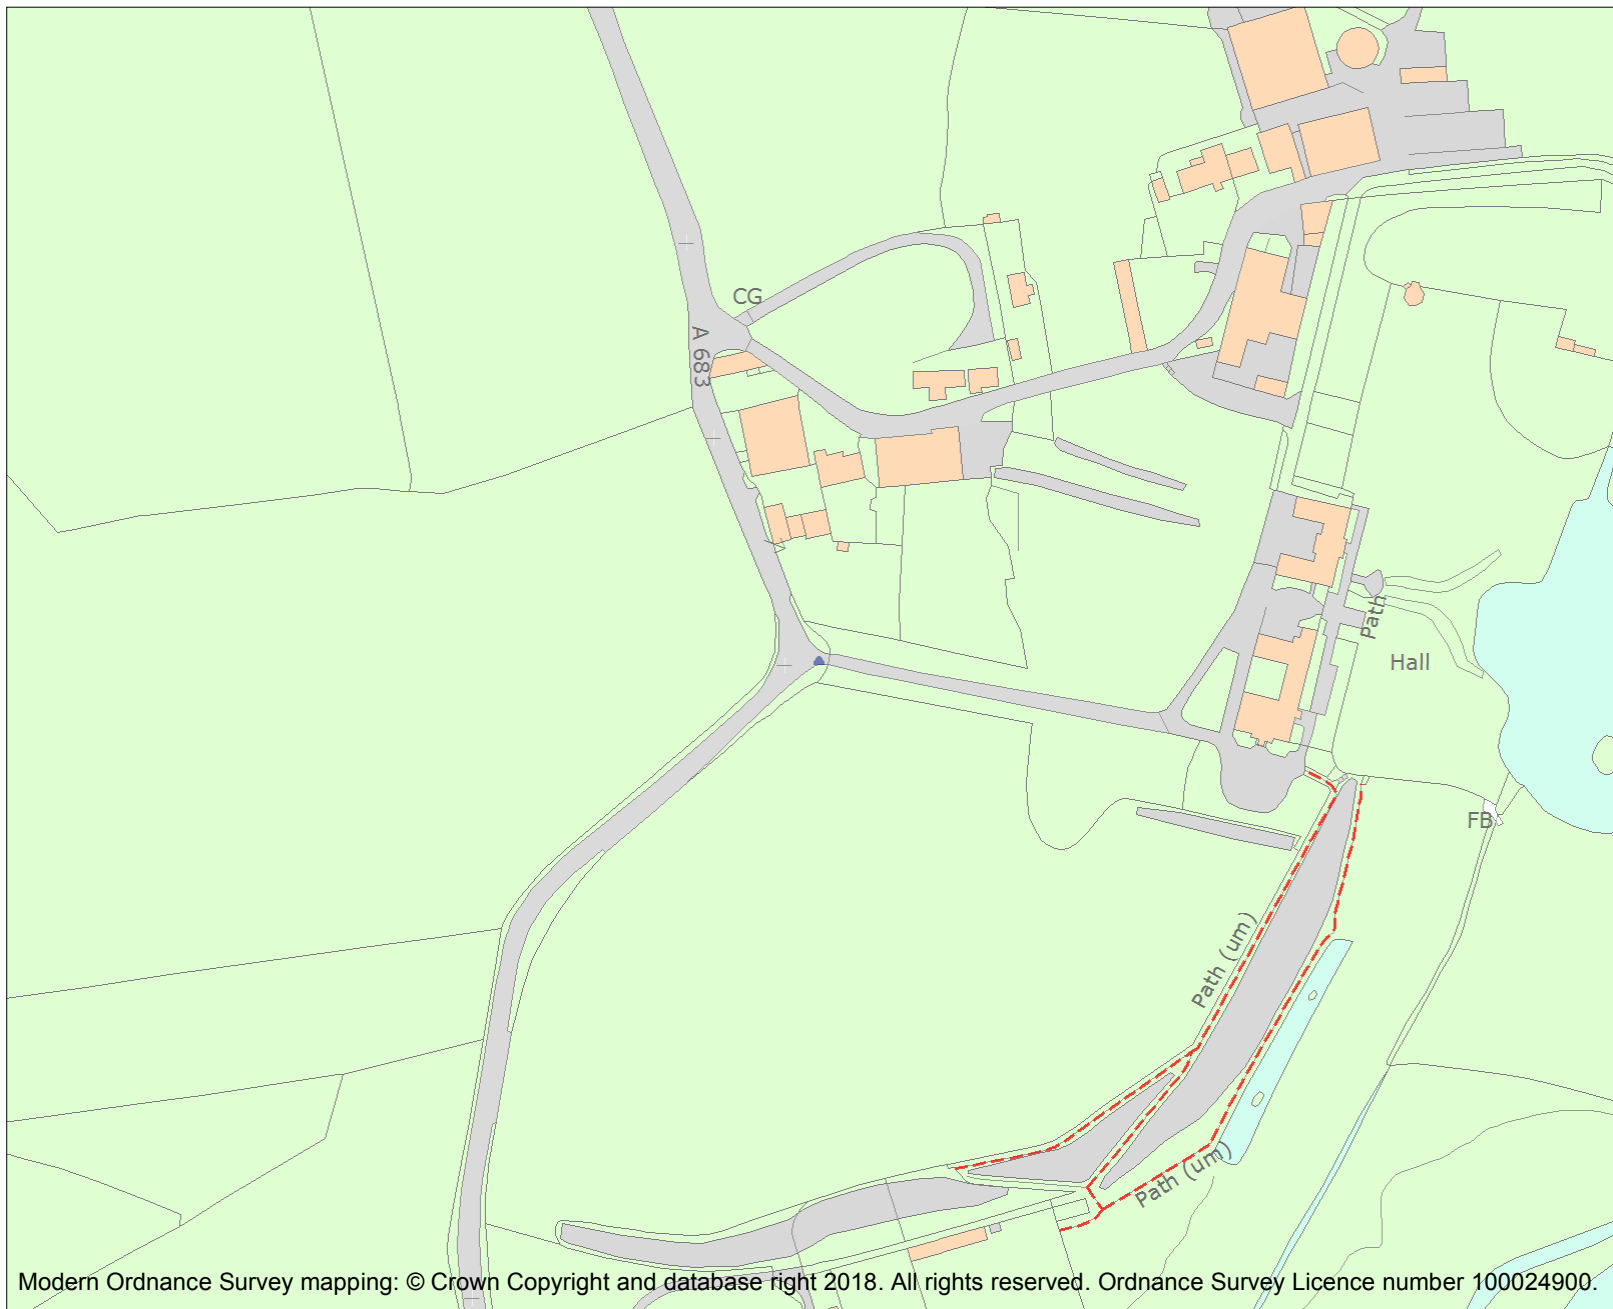 CG
A 683
Path
Hall
FB
Path (um)
Path (um)
Modern Ordnance Survey mapping: © Crown Copyright and database right 2018. All rights reserved. Ordnance Survey Licence number 100024900.